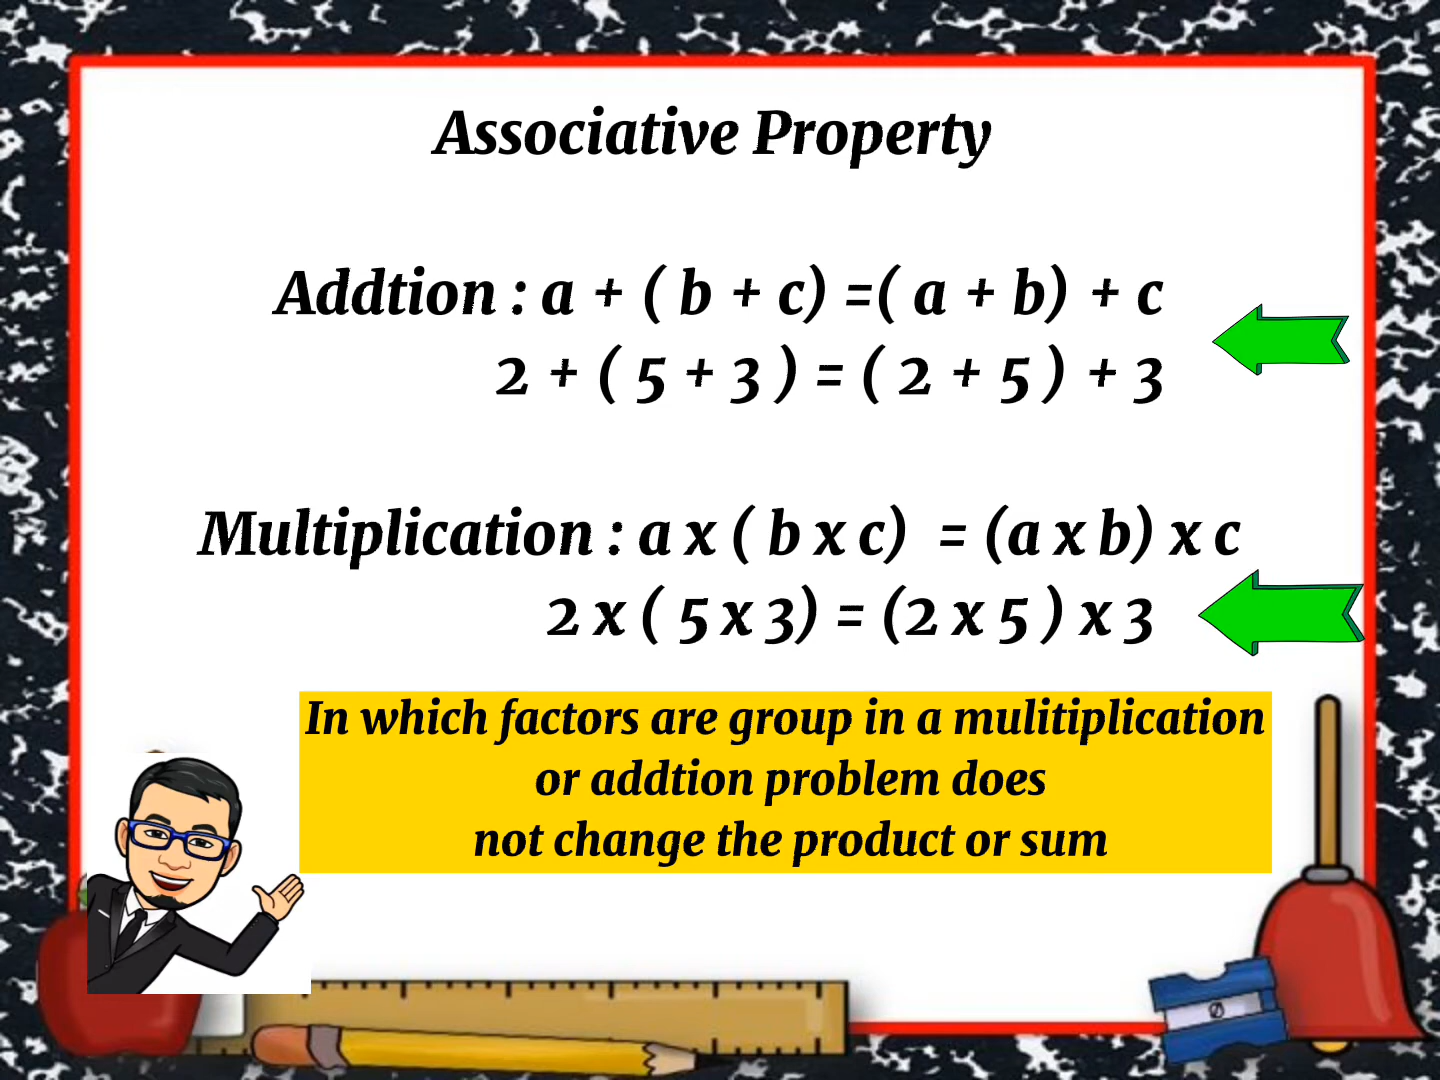 Associative Property
Addtion : a + ( b + c) =( a + b) + c
2 + ( 5 + 3 ) = ( 2 + 5 ) + 3
Multiplication : a x ( b x c)  = (a x b) x c
2 x ( 5 x 3) = (2 x 5 ) x 3
In which factors are group in a mulitiplication
or addtion problem does
not change the product or sum